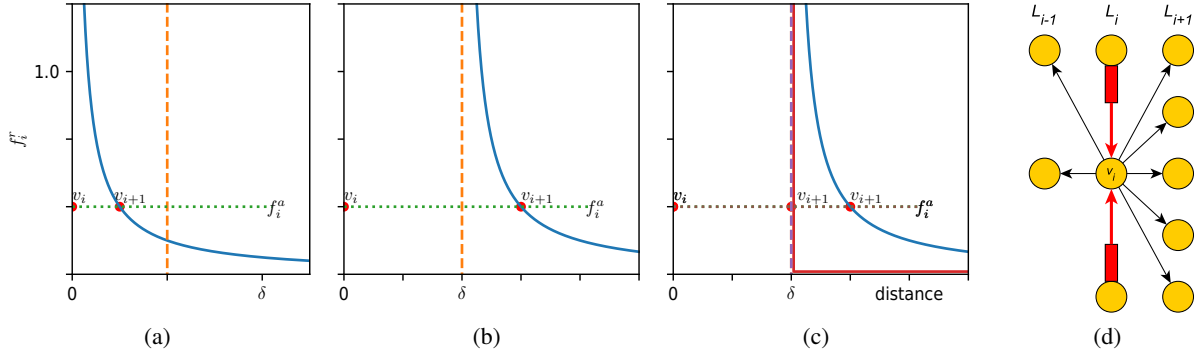 L_{i-1} L_i L_{i+1}
1.0
f_i^r
v_i v_{i+1} f_i^a
v_i v_{i+1} f_i^a
v_i v_{i+1} v_{i+1} f_i^a
v_i
0 δ
0 δ
0 δ distance
(a) (b) (c) (d)